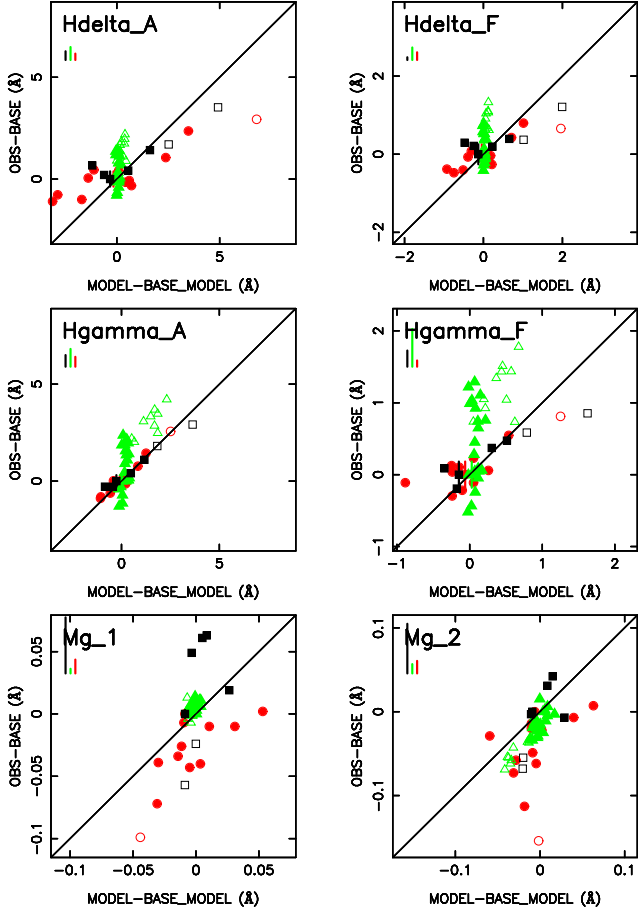 Hdelta_A
OBS-BASE (Å)
0
5
0
5
MODEL-BASE_MODEL (Å)
Hdelta_F
OBS-BASE (Å)
-2
0
2
-2
0
2
MODEL-BASE_MODEL (Å)
Hgamma_A
OBS-BASE (Å)
0
5
0
5
MODEL-BASE_MODEL (Å)
Hgamma_F
OBS-BASE (Å)
-1
0
1
2
-1
0
1
2
MODEL-BASE_MODEL (Å)
Mg_1
OBS-BASE (Å)
-0.1
-0.05
0
0.05
-0.1
-0.05
0
0.05
MODEL-BASE_MODEL (Å)
Mg_2
OBS-BASE (Å)
-0.1
0
0.1
-0.1
0
0.1
MODEL-BASE_MODEL (Å)